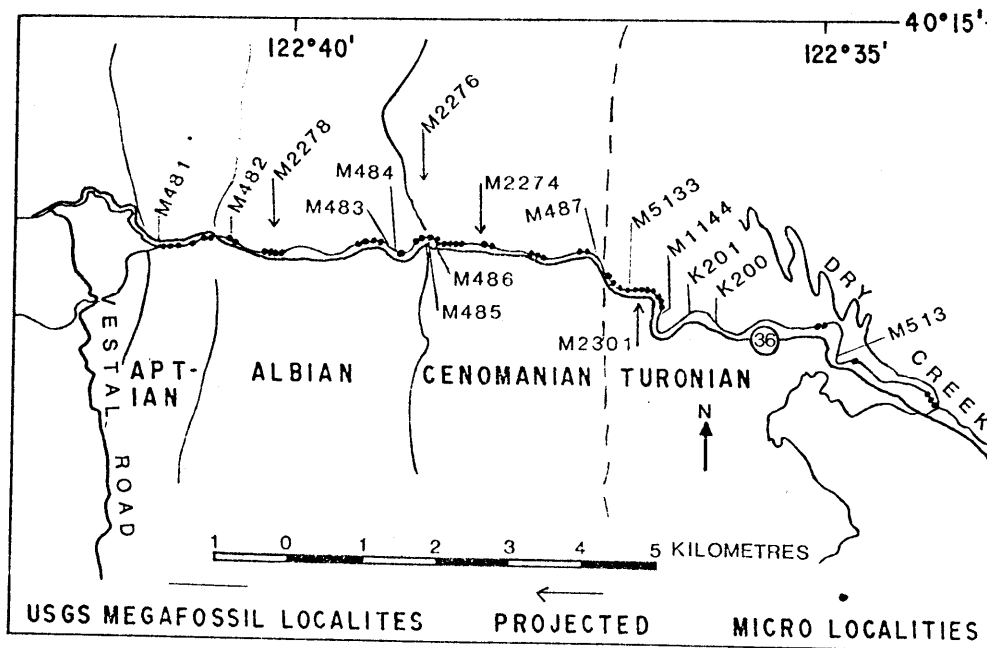 40°15'
122°40'
122°35'
M481
M482
M2278
M484
M483
M2276
M2274
M487
M5133
M1144
K201
K200
M486
M485
M2301
36
M513
DRY CREEK
VESTAL ROAD
APT-
IAN
ALBIAN
CENOMANIAN
TURONIAN
N
1 0 1 2 3 4 5 KILOMETRES
USGS MEGAFOSSIL LOCALITES PROJECTED MICRO LOCALITIES